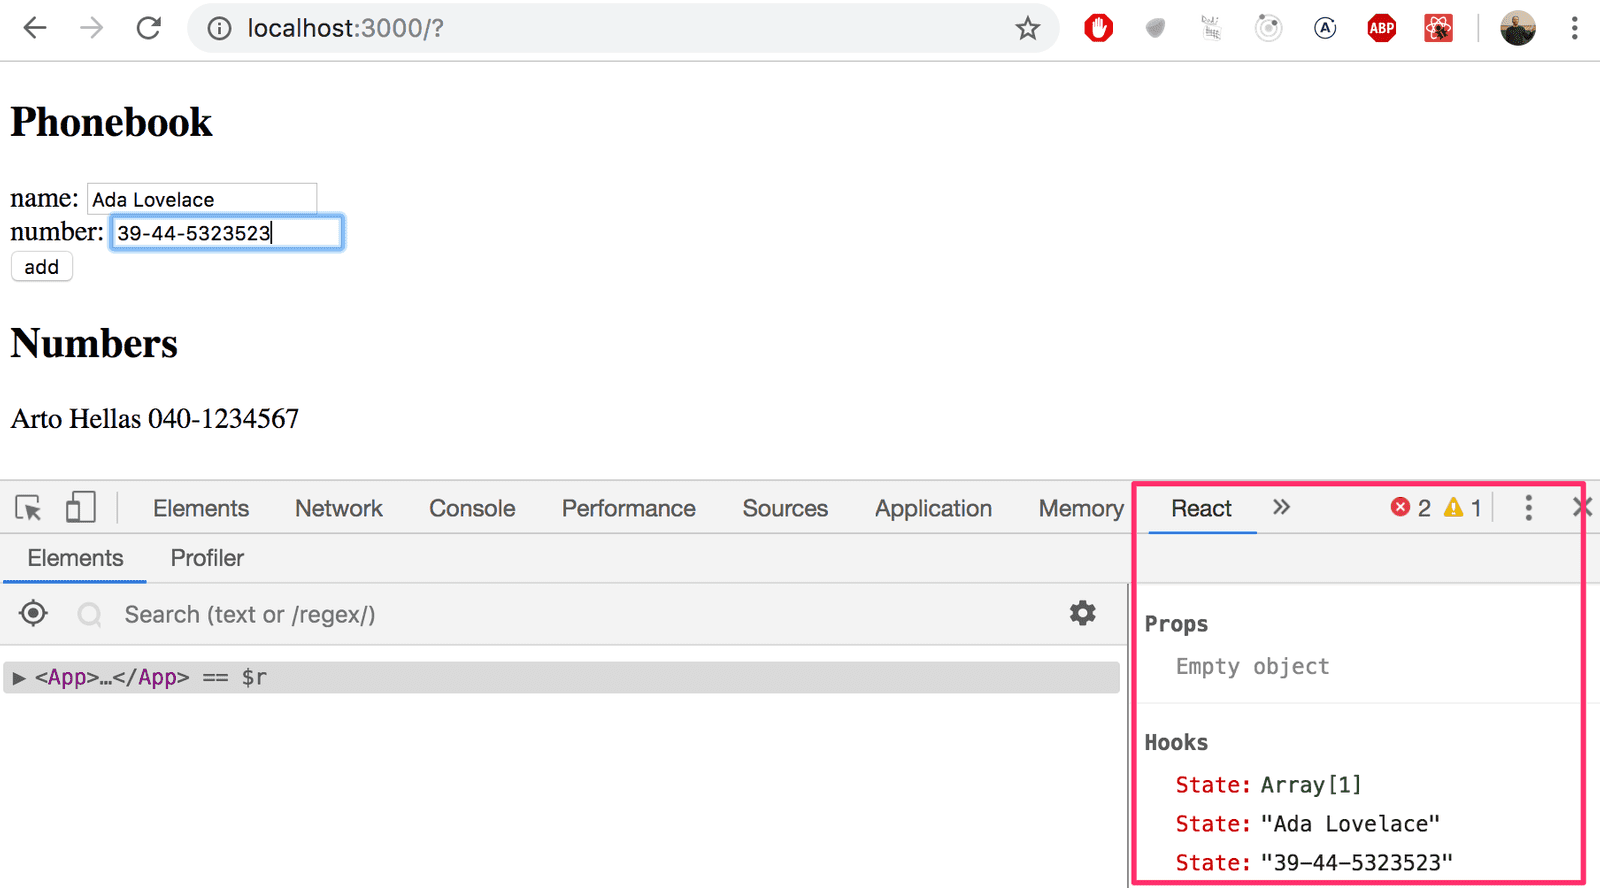 localhost:3000/?
ABP
Phonebook
name: Ada Lovelace
number: 39-44-5323523
add
Numbers
Arto Hellas 040-1234567
Elements Network Console Performance Sources Application Memory React » 2 1
Elements Profiler
Search (text or /regex/)
<App>…</App> == $r
Props
Empty object
Hooks
State: Array[1]
State: "Ada Lovelace"
State: "39-44-5323523"